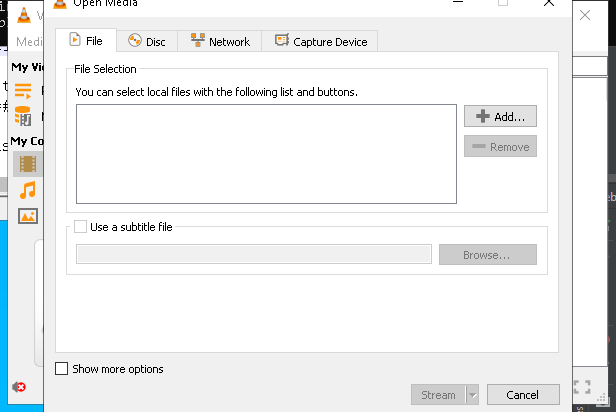 Open Media
Medi
File
Disc
Network
Capture Device
My Vi
File Selection
You can select local files with the following list and buttons.
Add...
Remove
My Co
Use a subtitle file
Browse...
Show more options
Stream
Cancel